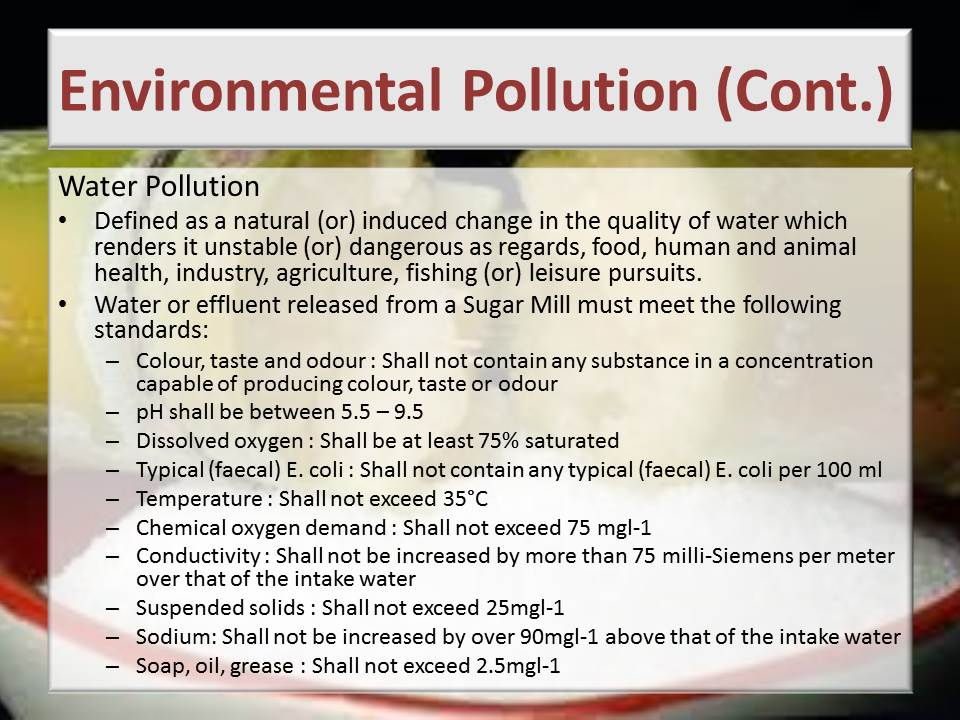 Environmental Pollution (Cont.)
Water Pollution
• Defined as a natural (or) induced change in the quality of water which
renders it unstable (or) dangerous as regards, food, human and animal
health, industry, agriculture, fishing (or) leisure pursuits.
• Water or effluent released from a Sugar Mill must meet the following
standards:
– Colour, taste and odour : Shall not contain any substance in a concentration
capable of producing colour, taste or odour
– pH shall be between 5.5 – 9.5
– Dissolved oxygen : Shall be at least 75% saturated
– Typical (faecal) E. coli : Shall not contain any typical (faecal) E. coli per 100 ml
– Temperature : Shall not exceed 35°C
– Chemical oxygen demand : Shall not exceed 75 mgl-1
– Conductivity : Shall not be increased by more than 75 milli-Siemens per meter
over that of the intake water
– Suspended solids : Shall not exceed 25mgl-1
– Sodium: Shall not be increased by over 90mgl-1 above that of the intake water
– Soap, oil, grease : Shall not exceed 2.5mgl-1